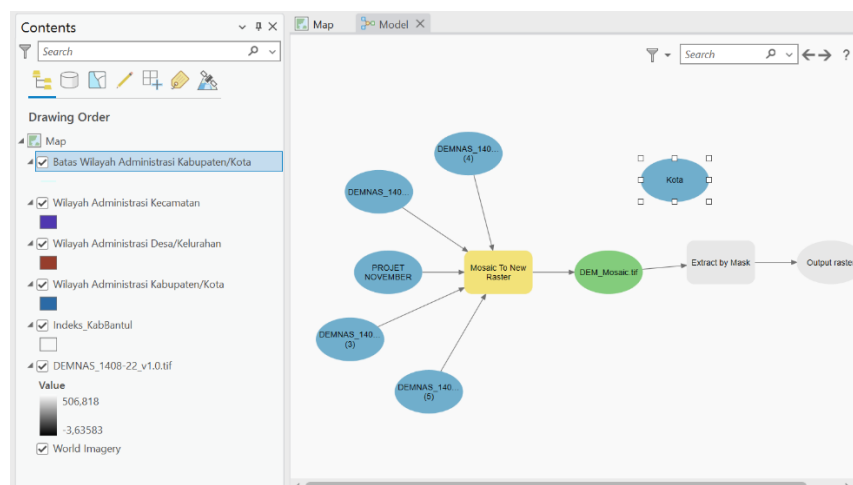 Contents
Search
Drawing Order
Map
Batas Wilayah Administrasi Kabupaten/Kota
Wilayah Administrasi Kecamatan
Wilayah Administrasi Desa/Kelurahan
Wilayah Administrasi Kabupaten/Kota
Indeks_KabBantul
DEMNAS_1408-22_v1.0.tif
Value
506,818
-3,63583
World Imagery
Map
Model
Search
?
DEMNAS_140...
(4)
Kota
DEMNAS_140...
PROJET
NOVEMBER
Mosaic To New
Raster
DEM_Mosaic.tif
Extract by Mask
Output raster
DEMNAS_140...
(3)
DEMNAS_140...
(5)